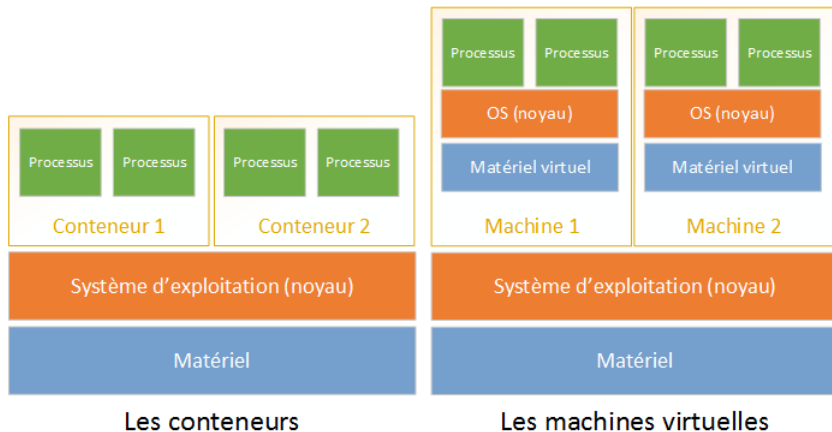 Processus
Processus
Processus
Processus
Conteneur 1
Conteneur 2
Système d'exploitation (noyau)
Matériel
Les conteneurs
Processus
Processus
Processus
Processus
OS (noyau)
OS (noyau)
Matériel virtuel
Matériel virtuel
Machine 1
Machine 2
Système d'exploitation (noyau)
Matériel
Les machines virtuelles